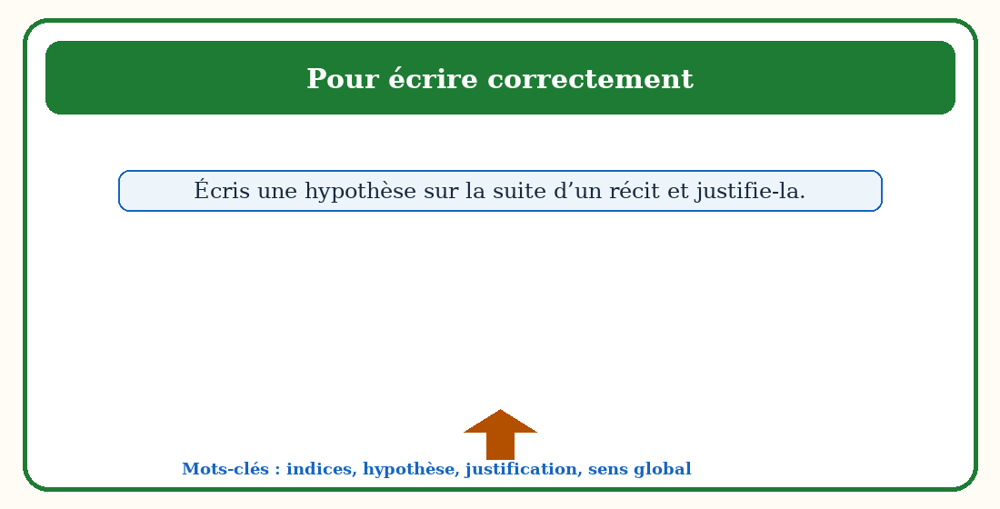 Pour écrire correctement
Écris une hypothèse sur la suite d’un récit et justifie-la.
Mots-clés : indices, hypothèse, justification, sens global